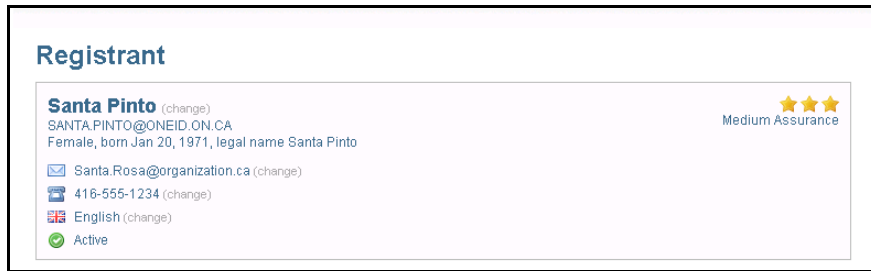 Registrant
Santa Pinto (change)
SANTA.PINTO@ONEID.ON.CA
Female, born Jan 20, 1971, legal name Santa Pinto
Medium Assurance
Santa.Rosa@organization.ca (change)
416-555-1234 (change)
English (change)
Active